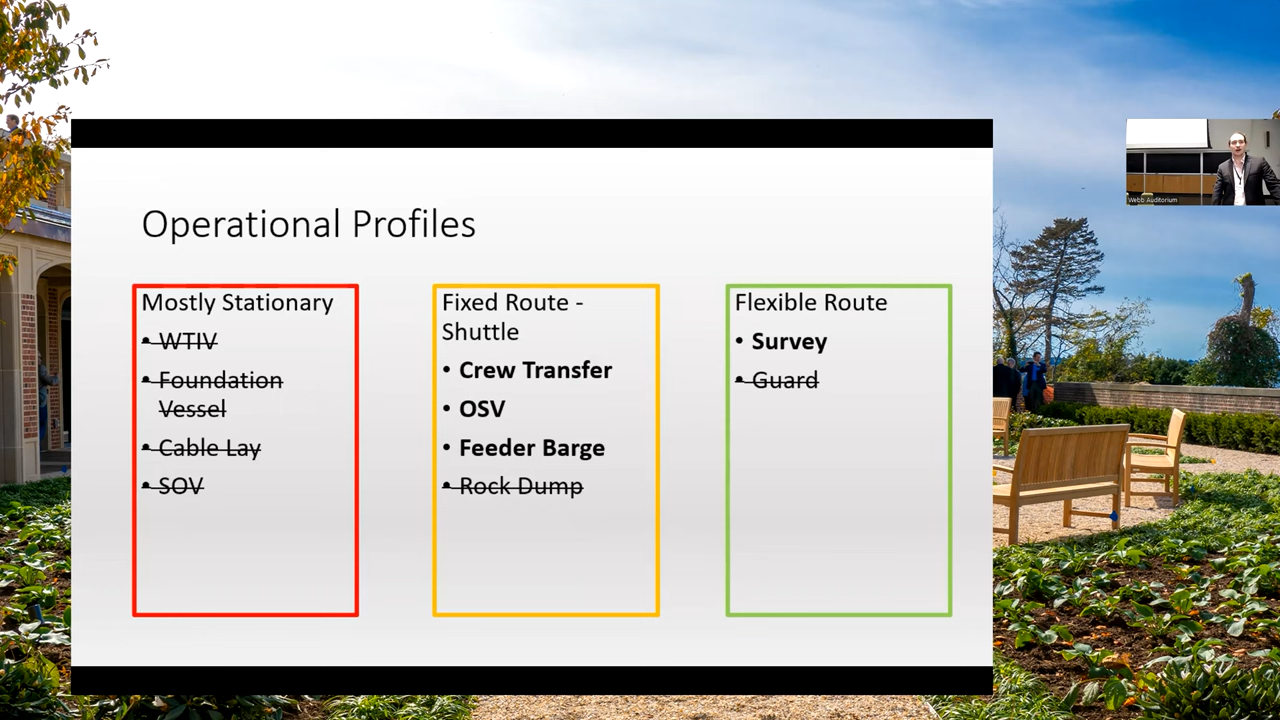 Operational Profiles
Mostly Stationary
• WTIV
• Foundation
Vessel
• Cable Lay
• SOV
Fixed Route -
Shuttle
• Crew Transfer
• OSV
• Feeder Barge
• Rock Dump
Flexible Route
• Survey
• Guard
Webb Auditorium